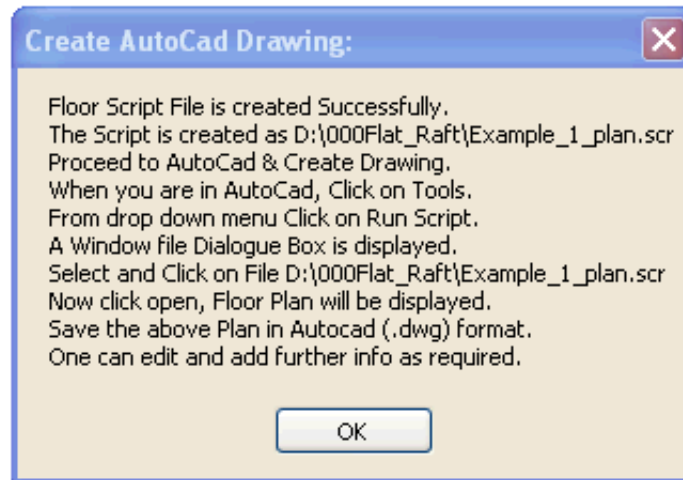 Create AutoCad Drawing:
Floor Script File is created Successfully.
The Script is created as D:\000Flat_Raft\Example_1_plan.scr
Proceed to AutoCad & Create Drawing.
When you are in AutoCad, Click on Tools.
From drop down menu Click on Run Script.
A Window file Dialogue Box is displayed.
Select and Click on File D:\000Flat_Raft\Example_1_plan.scr
Now click open, Floor Plan will be displayed.
Save the above Plan in Autocad (.dwg) format.
One can edit and add further info as required.
OK